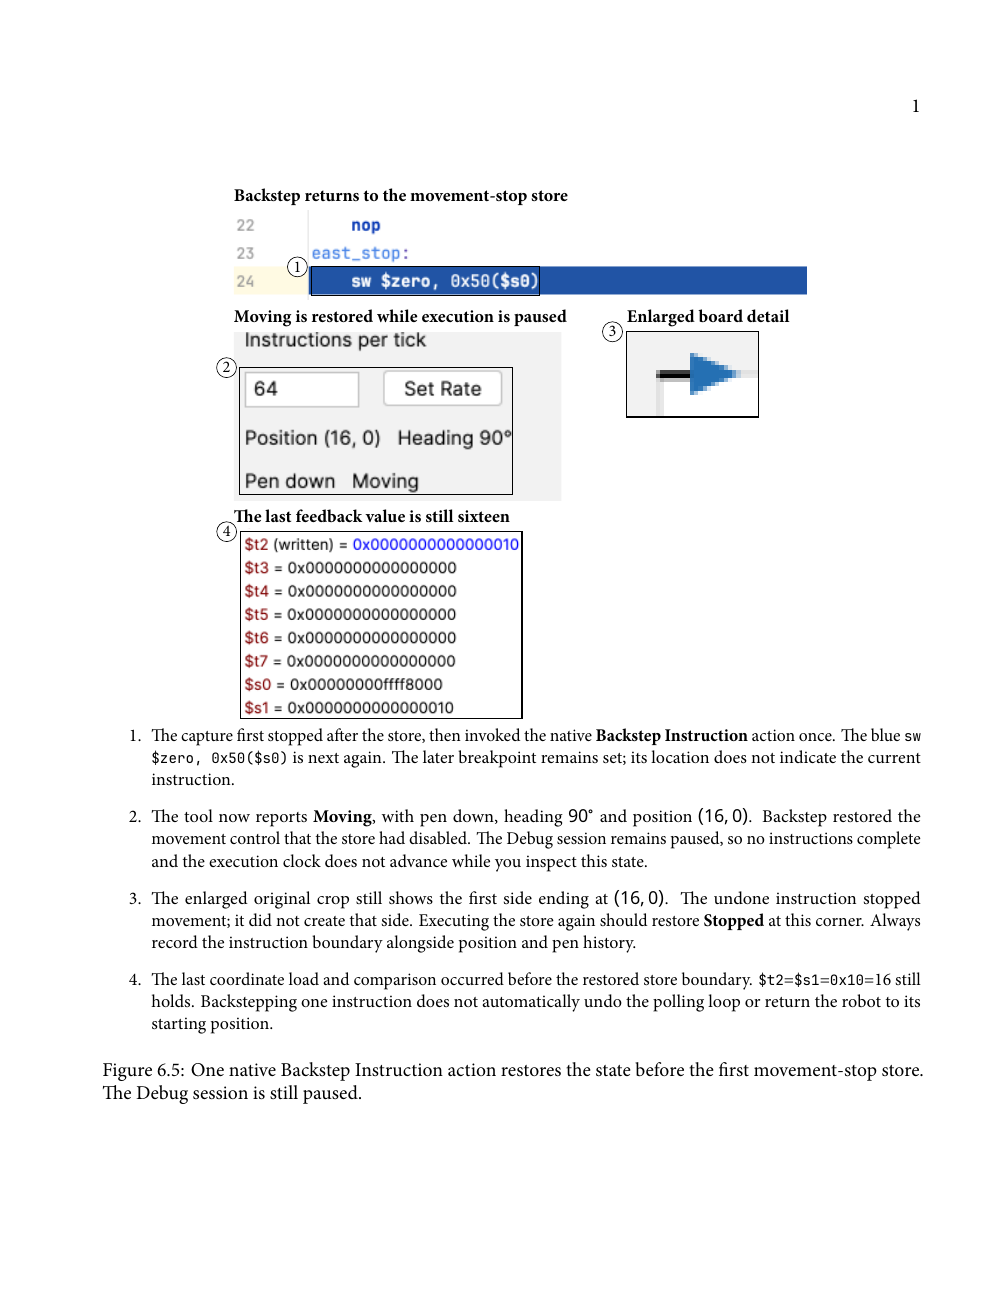 1
Backstep returns to the movement-stop store
22 nop
23 east_stop:
1
24 sw $zero, 0x50($s0)
Moving is restored while execution is paused
Enlarged board detail
3
Instructions per tick
2
64 Set Rate
Position (16, 0) Heading 90°
Pen down Moving
The last feedback value is still sixteen
4
$t2 (written) = 0x0000000000000010
$t3 = 0x0000000000000000
$t4 = 0x0000000000000000
$t5 = 0x0000000000000000
$t6 = 0x0000000000000000
$t7 = 0x0000000000000000
$s0 = 0x00000000ffff8000
$s1 = 0x0000000000000010
1. The capture first stopped after the store, then invoked the native Backstep Instruction action once. The blue sw
$zero, 0x50($s0) is next again. The later breakpoint remains set; its location does not indicate the current
instruction.
2. The tool now reports Moving, with pen down, heading 90° and position (16, 0). Backstep restored the
movement control that the store had disabled. The Debug session remains paused, so no instructions complete
and the execution clock does not advance while you inspect this state.
3. The enlarged original crop still shows the first side ending at (16, 0). The undone instruction stopped
movement; it did not create that side. Executing the store again should restore Stopped at this corner. Always
record the instruction boundary alongside position and pen history.
4. The last coordinate load and comparison occurred before the restored store boundary. $t2=$s1=0x10=16 still
holds. Backstepping one instruction does not automatically undo the polling loop or return the robot to its
starting position.
Figure 6.5: One native Backstep Instruction action restores the state before the first movement-stop store.
The Debug session is still paused.